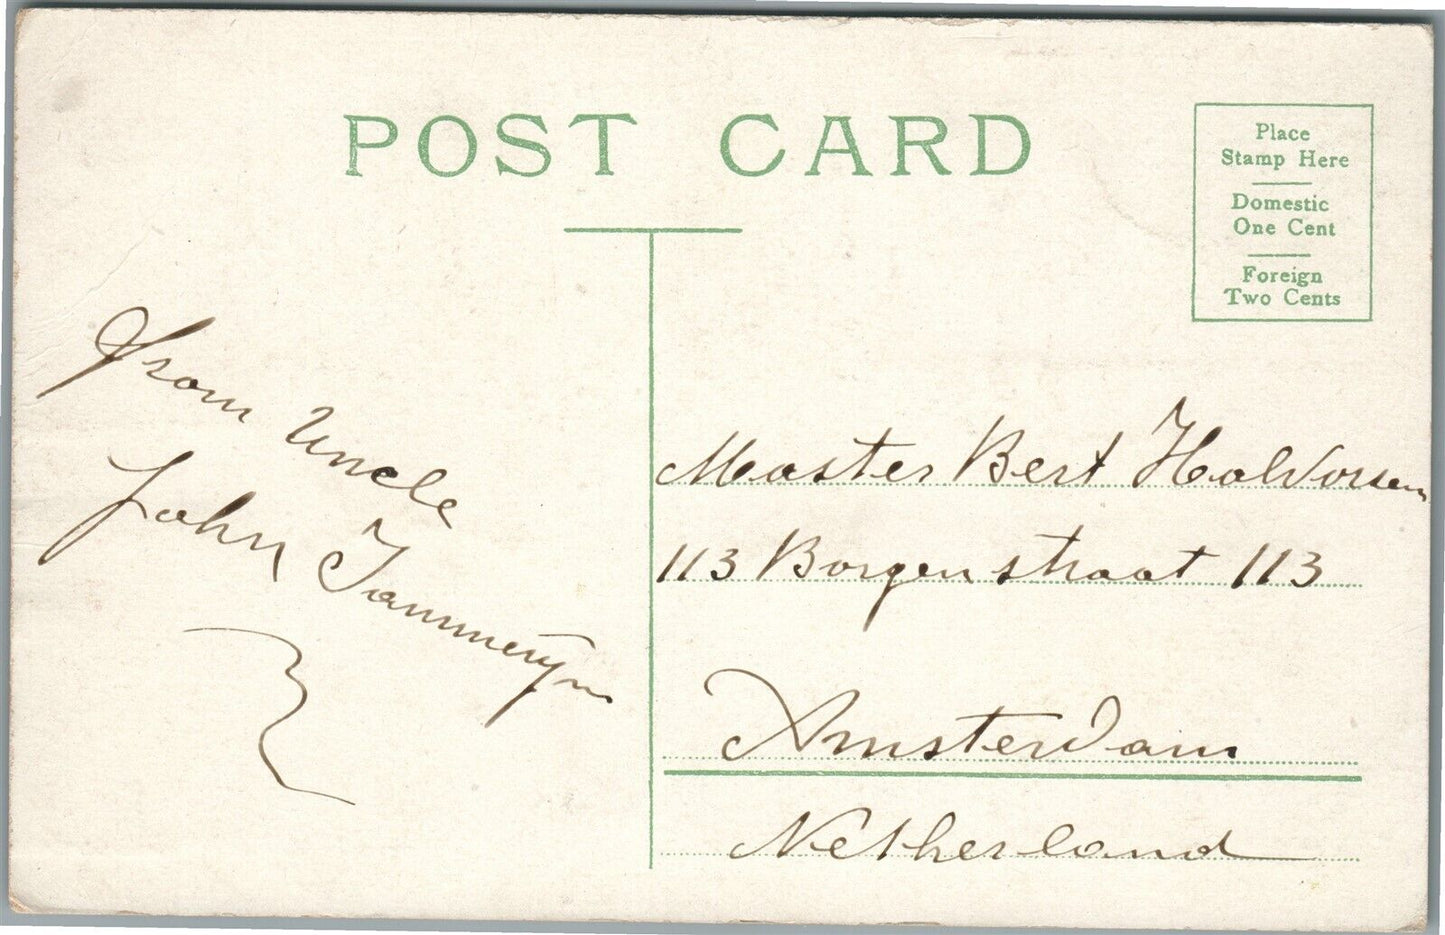 POST CARD
Place
Stamp Here
Domestic
One Cent
Foreign
Two Cents
From Uncle
John
Master Bert Halvorsen
113 Borgenstraat 113
Amsterdam
Netherland